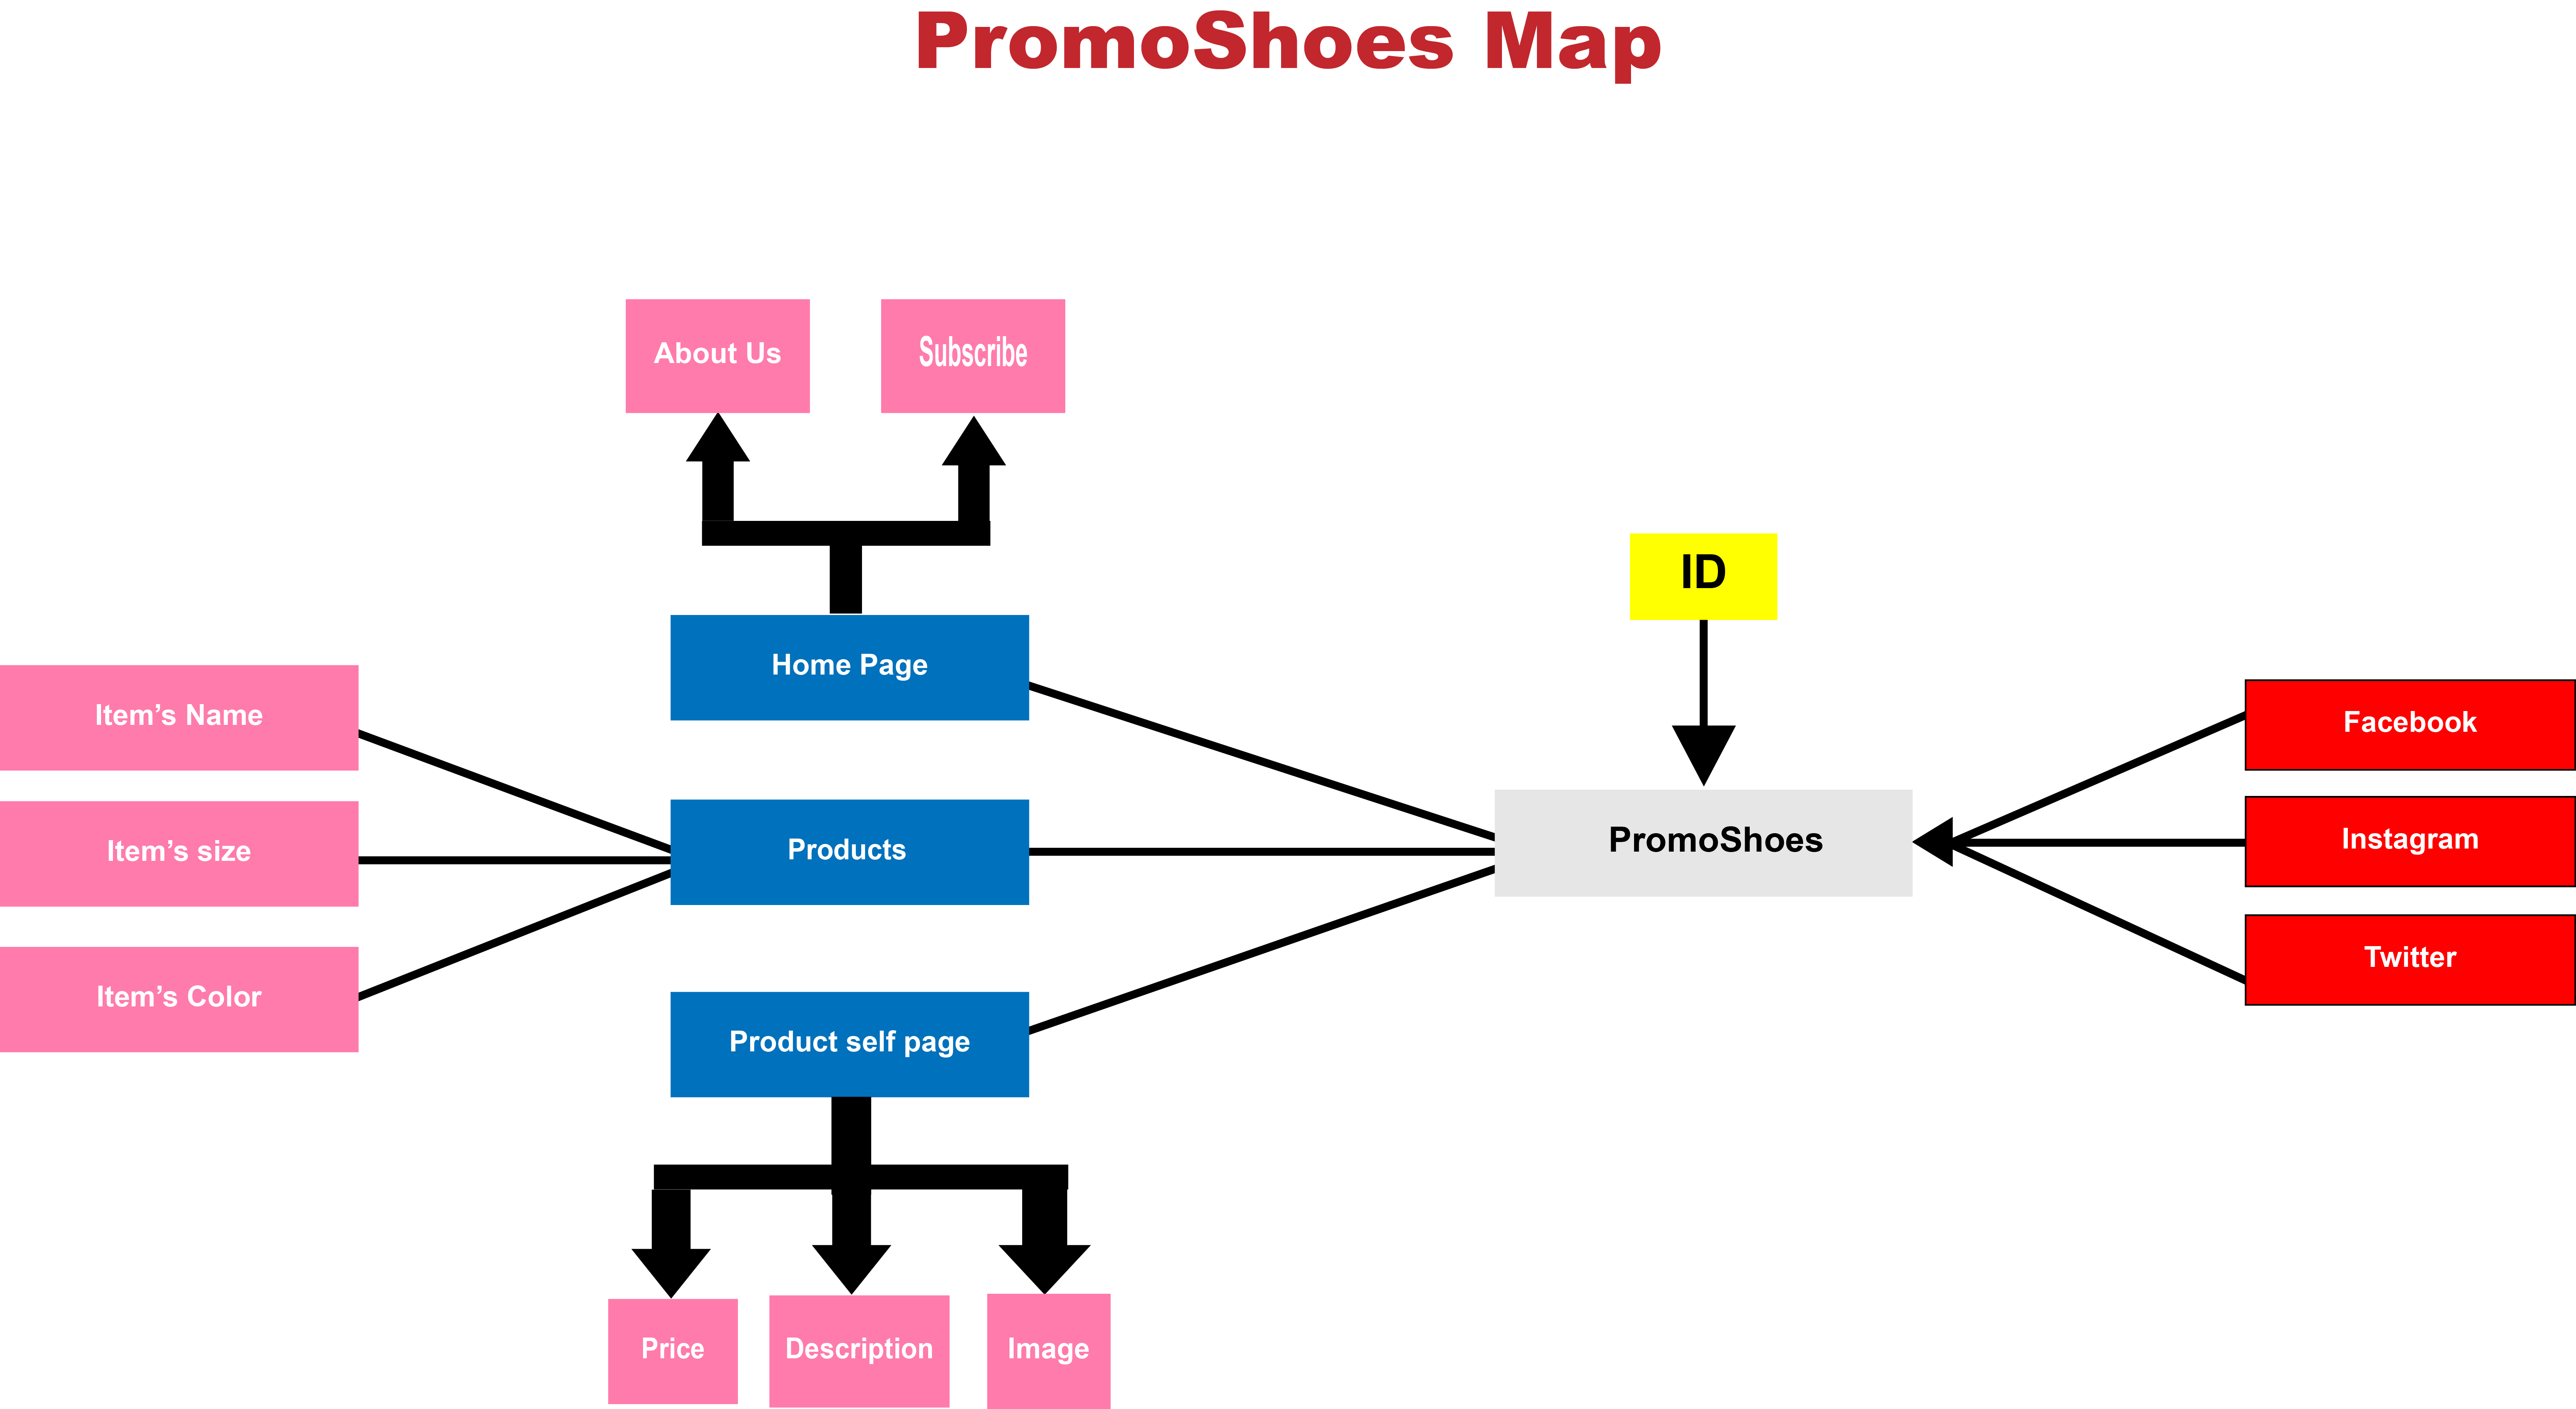 PromoShoes Map
About Us
Subscribe
ID
Home Page
Item’s Name
Facebook
Item’s size
Products
PromoShoes
Instagram
Item’s Color
Product self page
Twitter
Price
Description
Image